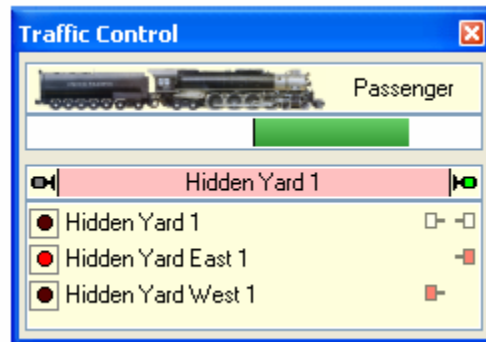 Traffic Control
Passenger
Hidden Yard 1
Hidden Yard 1
Hidden Yard East 1
Hidden Yard West 1